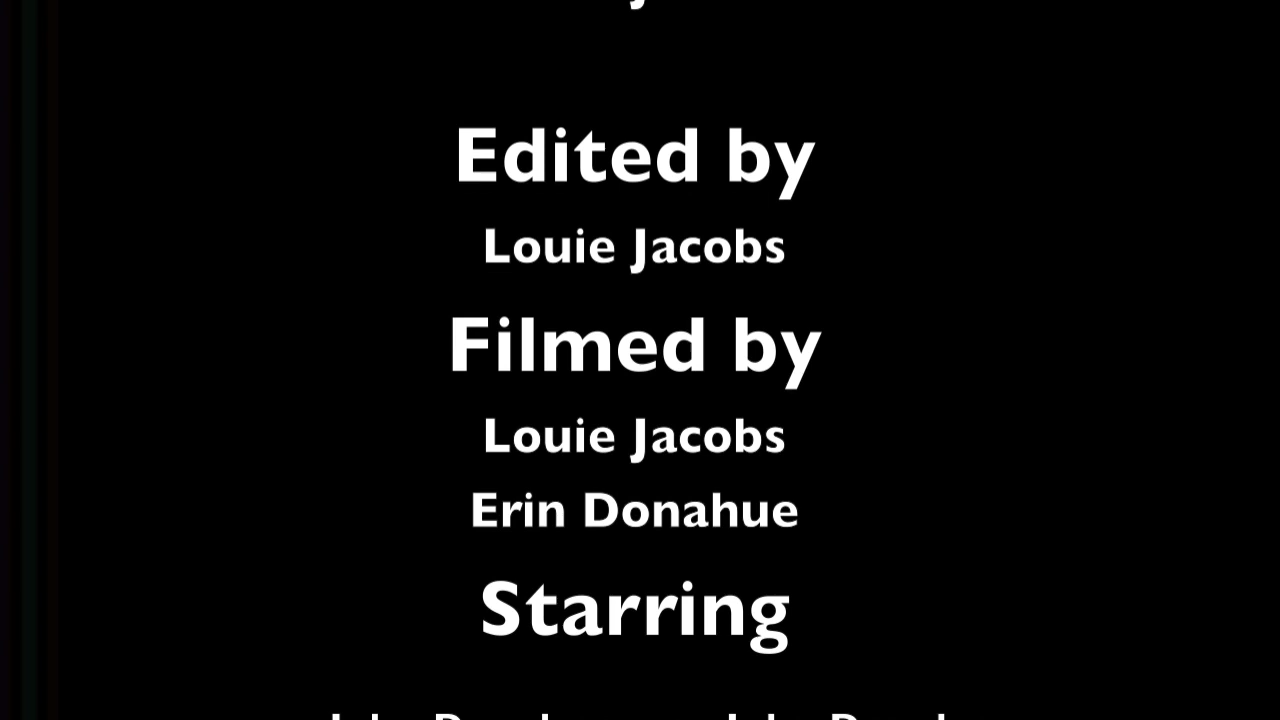 Edited by
Louie Jacobs
Filmed by
Louie Jacobs
Erin Donahue
Starring